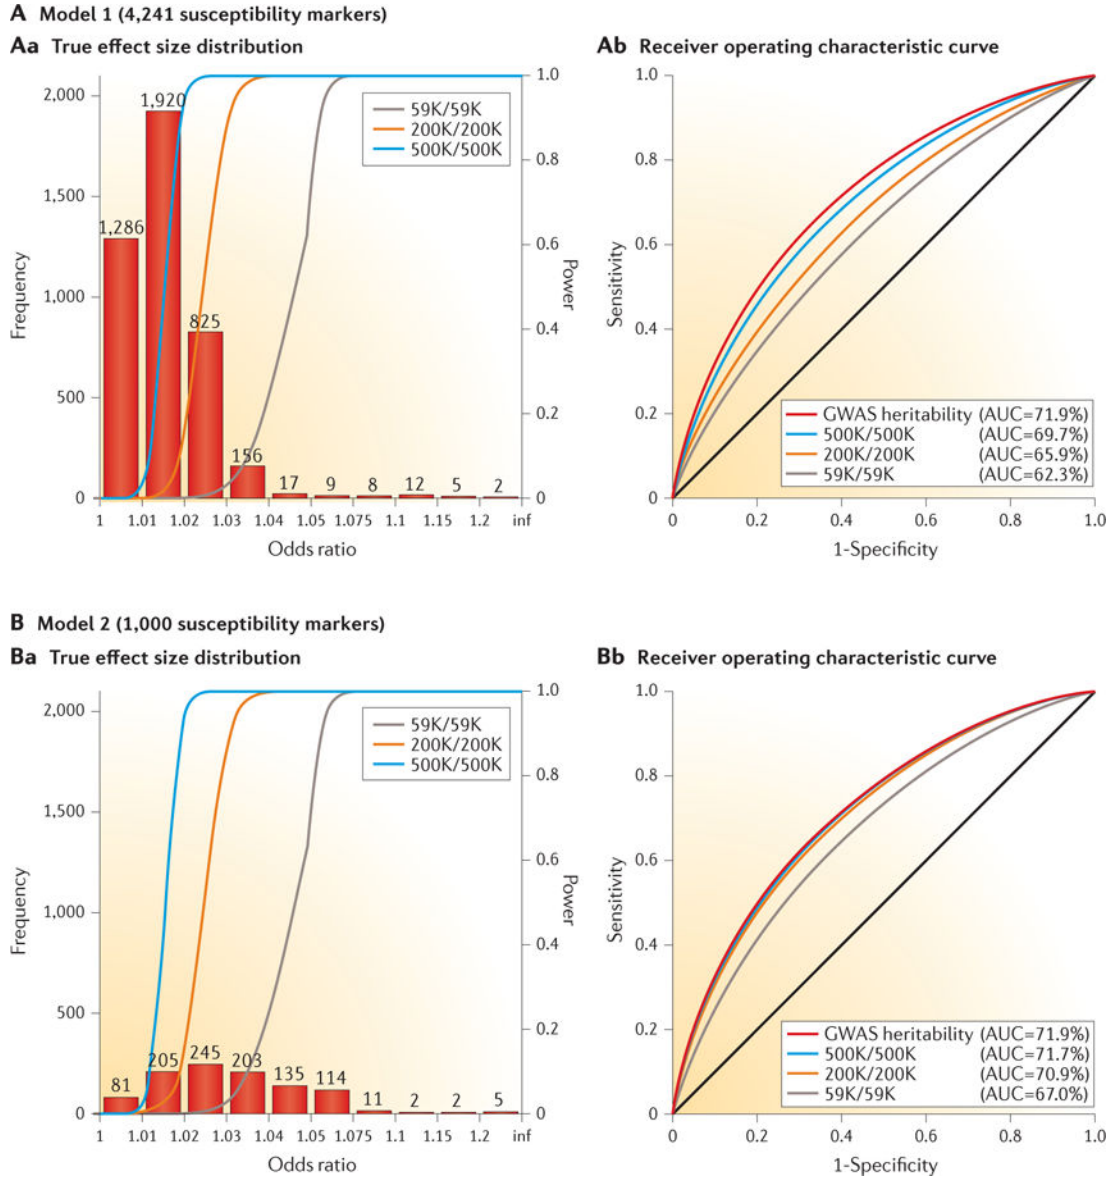 A Model 1 (4,241 susceptibility markers)
Aa True effect size distribution
2,000
1,500
1,000
500
0
Frequency
1,286
1,920
825
156
17
9
8
12
5
2
59K/59K
200K/200K
500K/500K
1.0
0.8
0.6
0.4
0.2
0
Power
1 1.01 1.02 1.03 1.04 1.05 1.075 1.1 1.15 1.2 inf
Odds ratio
Ab Receiver operating characteristic curve
1.0
0.8
0.6
0.4
0.2
0
Sensitivity
GWAS heritability (AUC=71.9%)
500K/500K (AUC=69.7%)
200K/200K (AUC=65.9%)
59K/59K (AUC=62.3%)
0 0.2 0.4 0.6 0.8 1.0
1-Specificity
B Model 2 (1,000 susceptibility markers)
Ba True effect size distribution
2,000
1,500
1,000
500
0
Frequency
81
205
245
203
135
114
11
2
2
5
59K/59K
200K/200K
500K/500K
1.0
0.8
0.6
0.4
0.2
0
Power
1 1.01 1.02 1.03 1.04 1.05 1.075 1.1 1.15 1.2 inf
Odds ratio
Bb Receiver operating characteristic curve
1.0
0.8
0.6
0.4
0.2
0
Sensitivity
GWAS heritability (AUC=71.9%)
500K/500K (AUC=71.7%)
200K/200K (AUC=70.9%)
59K/59K (AUC=67.0%)
0 0.2 0.4 0.6 0.8 1.0
1-Specificity